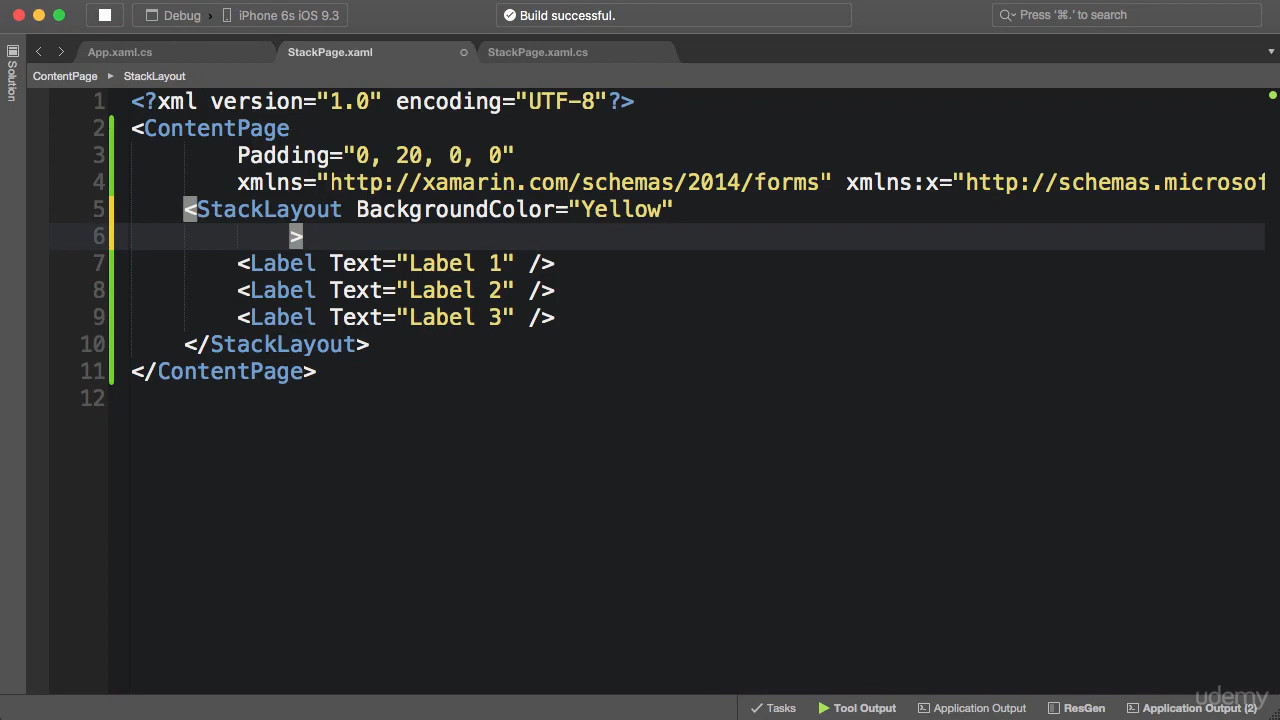 Debug
iPhone 6s iOS 9.3
Build successful.
Press '⌘.' to search
Solution
App.xaml.cs
StackPage.xaml
StackPage.xaml.cs
ContentPage
StackLayout
1 <?xml version="1.0" encoding="UTF-8"?>
2 <ContentPage
3 Padding="0, 20, 0, 0"
4 xmlns="http://xamarin.com/schemas/2014/forms" xmlns:x="http://schemas.microsof
5 <StackLayout BackgroundColor="Yellow"
6 >
7 <Label Text="Label 1" />
8 <Label Text="Label 2" />
9 <Label Text="Label 3" />
10 </StackLayout>
11 </ContentPage>
12
udemy
Tasks
Tool Output
Application Output
ResGen
Application Output (2)